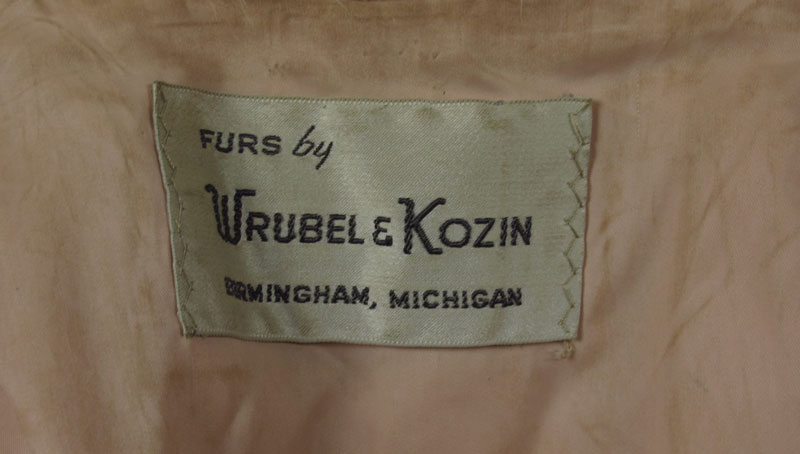 FURS by
WRUBEL & KOZIN
BIRMINGHAM, MICHIGAN